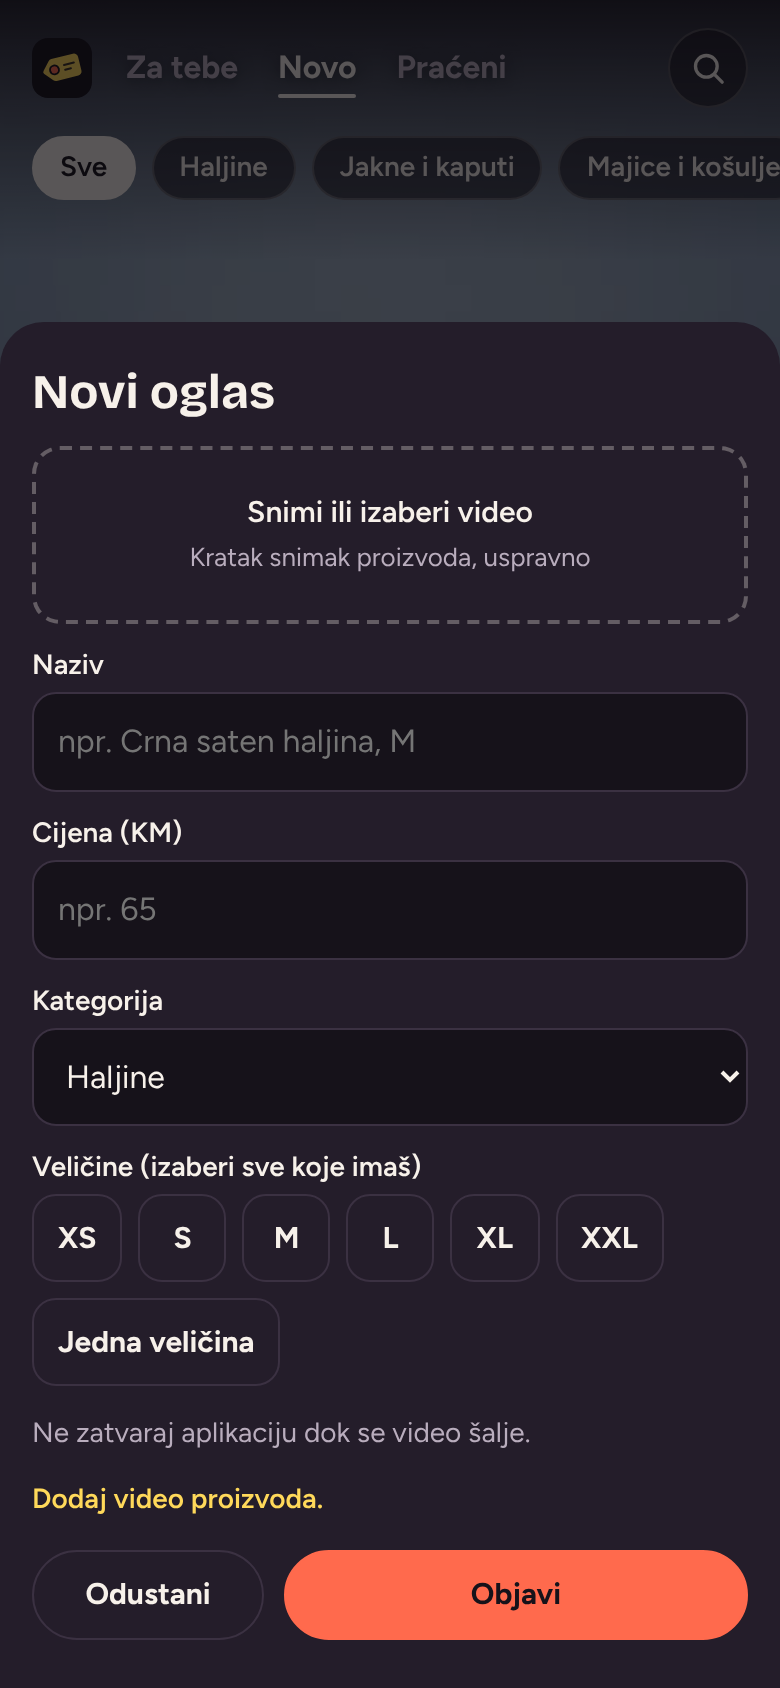 Za tebe Novo Praćeni
Sve Haljine Jakne i kaputi Majice i košulje
Novi oglas
Snimi ili izaberi video
Kratak snimak proizvoda, uspravno
Naziv
npr. Crna saten haljina, M
Cijena (KM)
npr. 65
Kategorija
Haljine
Veličine (izaberi sve koje imaš)
XS S M L XL XXL
Jedna veličina
Ne zatvaraj aplikaciju dok se video šalje.
Dodaj video proizvoda.
Odustani Objavi